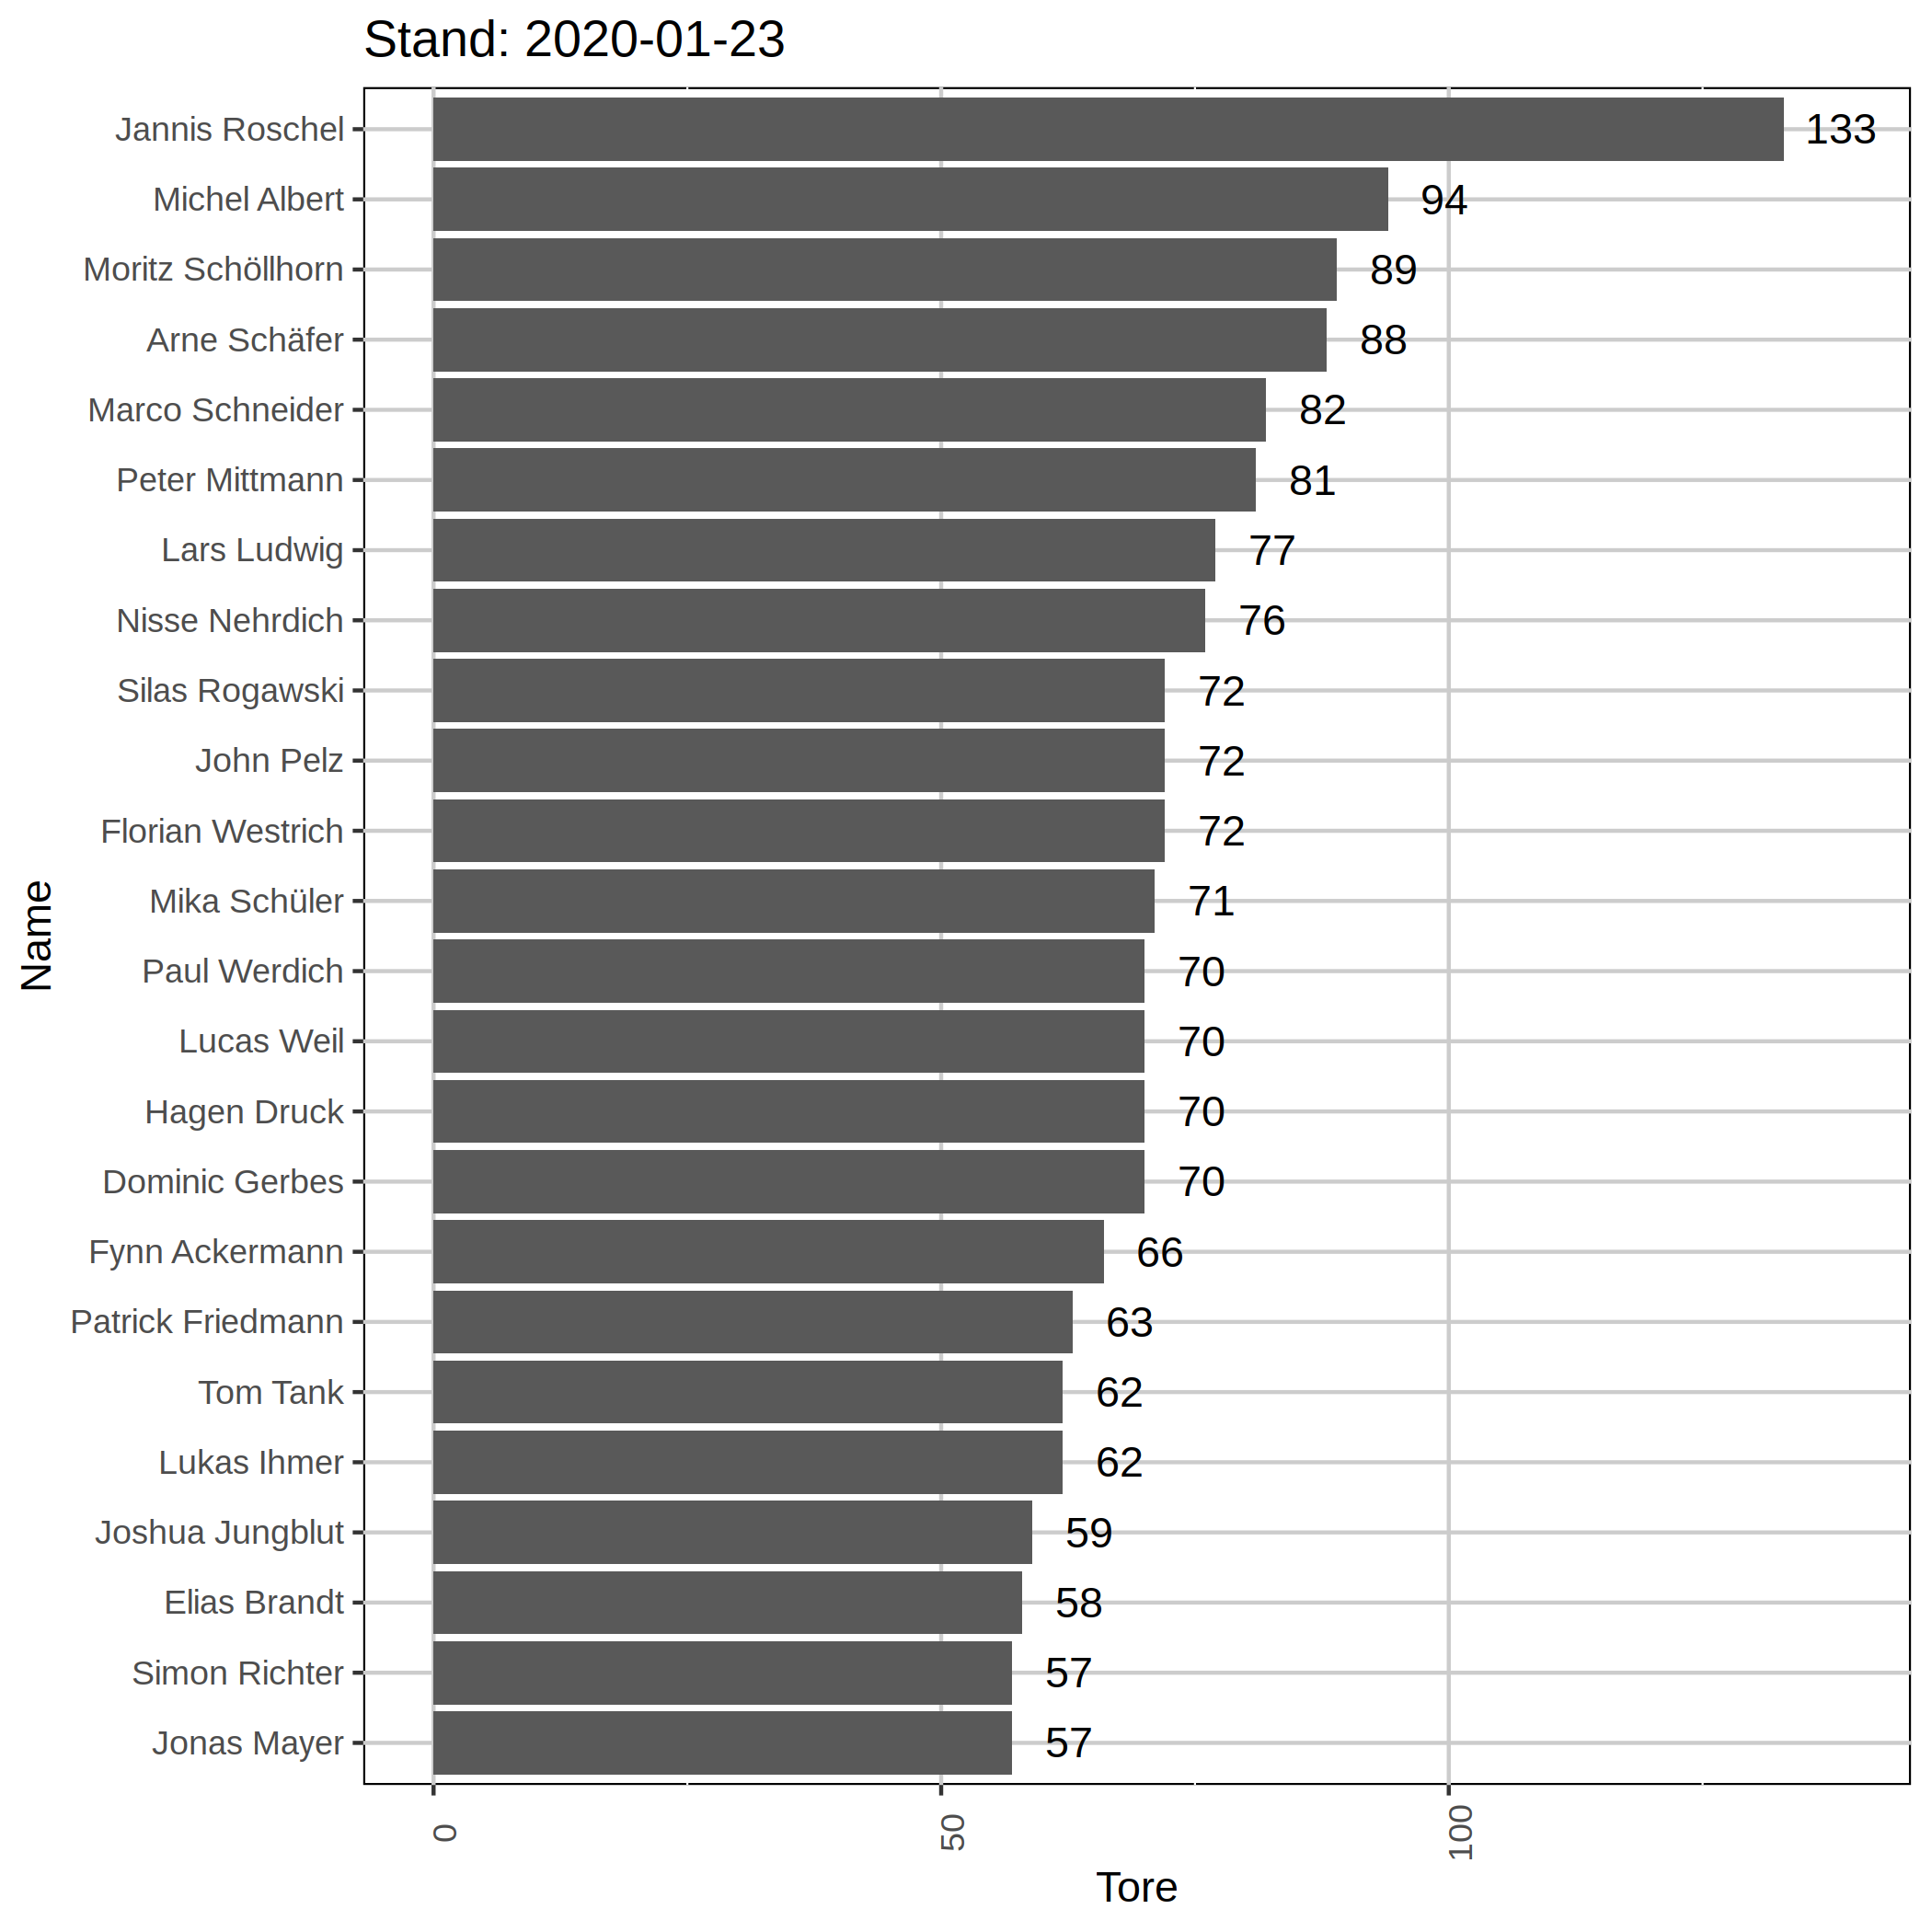 Stand: 2020-01-23
Jannis Roschel 133
Michel Albert 94
Moritz Schöllhorn 89
Arne Schäfer 88
Marco Schneider 82
Peter Mittmann 81
Lars Ludwig 77
Nisse Nehrdich 76
Silas Rogawski 72
John Pelz 72
Florian Westrich 72
Mika Schüler 71
Paul Werdich 70
Lucas Weil 70
Hagen Druck 70
Dominic Gerbes 70
Fynn Ackermann 66
Patrick Friedmann 63
Tom Tank 62
Lukas Ihmer 62
Joshua Jungblut 59
Elias Brandt 58
Simon Richter 57
Jonas Mayer 57
Name
0 50 100
Tore